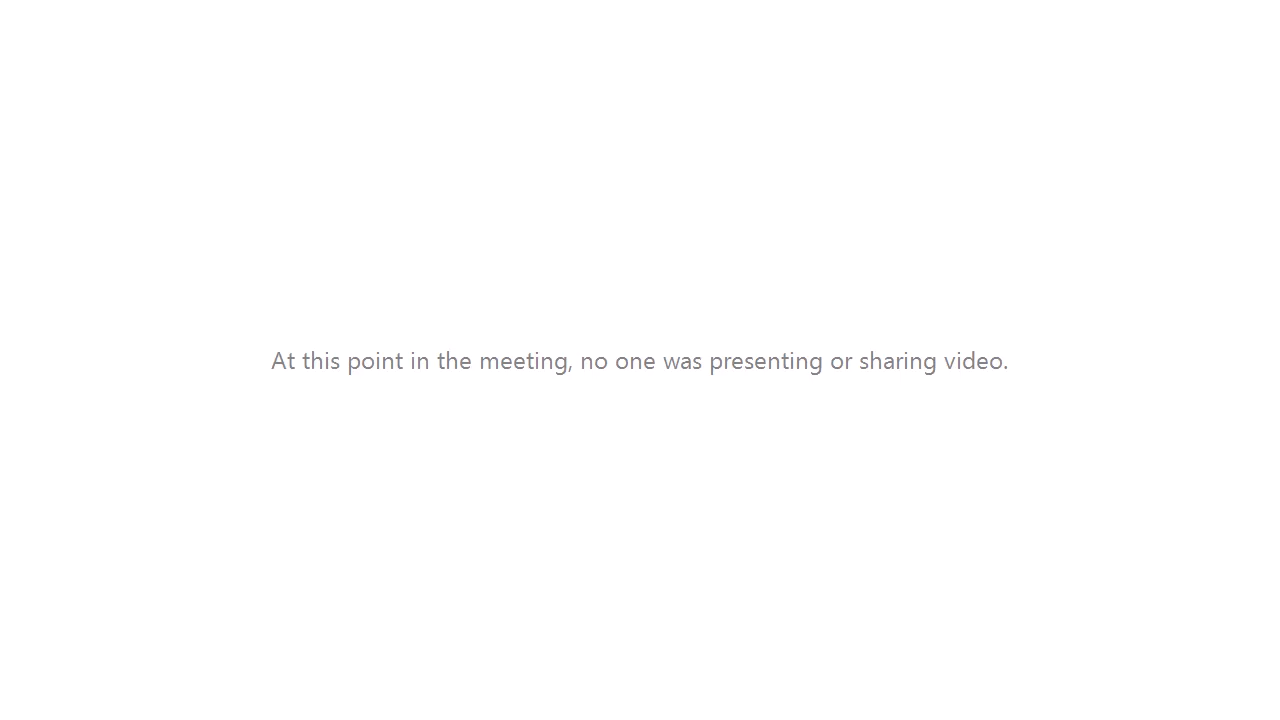 At this point in the meeting, no one was presenting or sharing video.